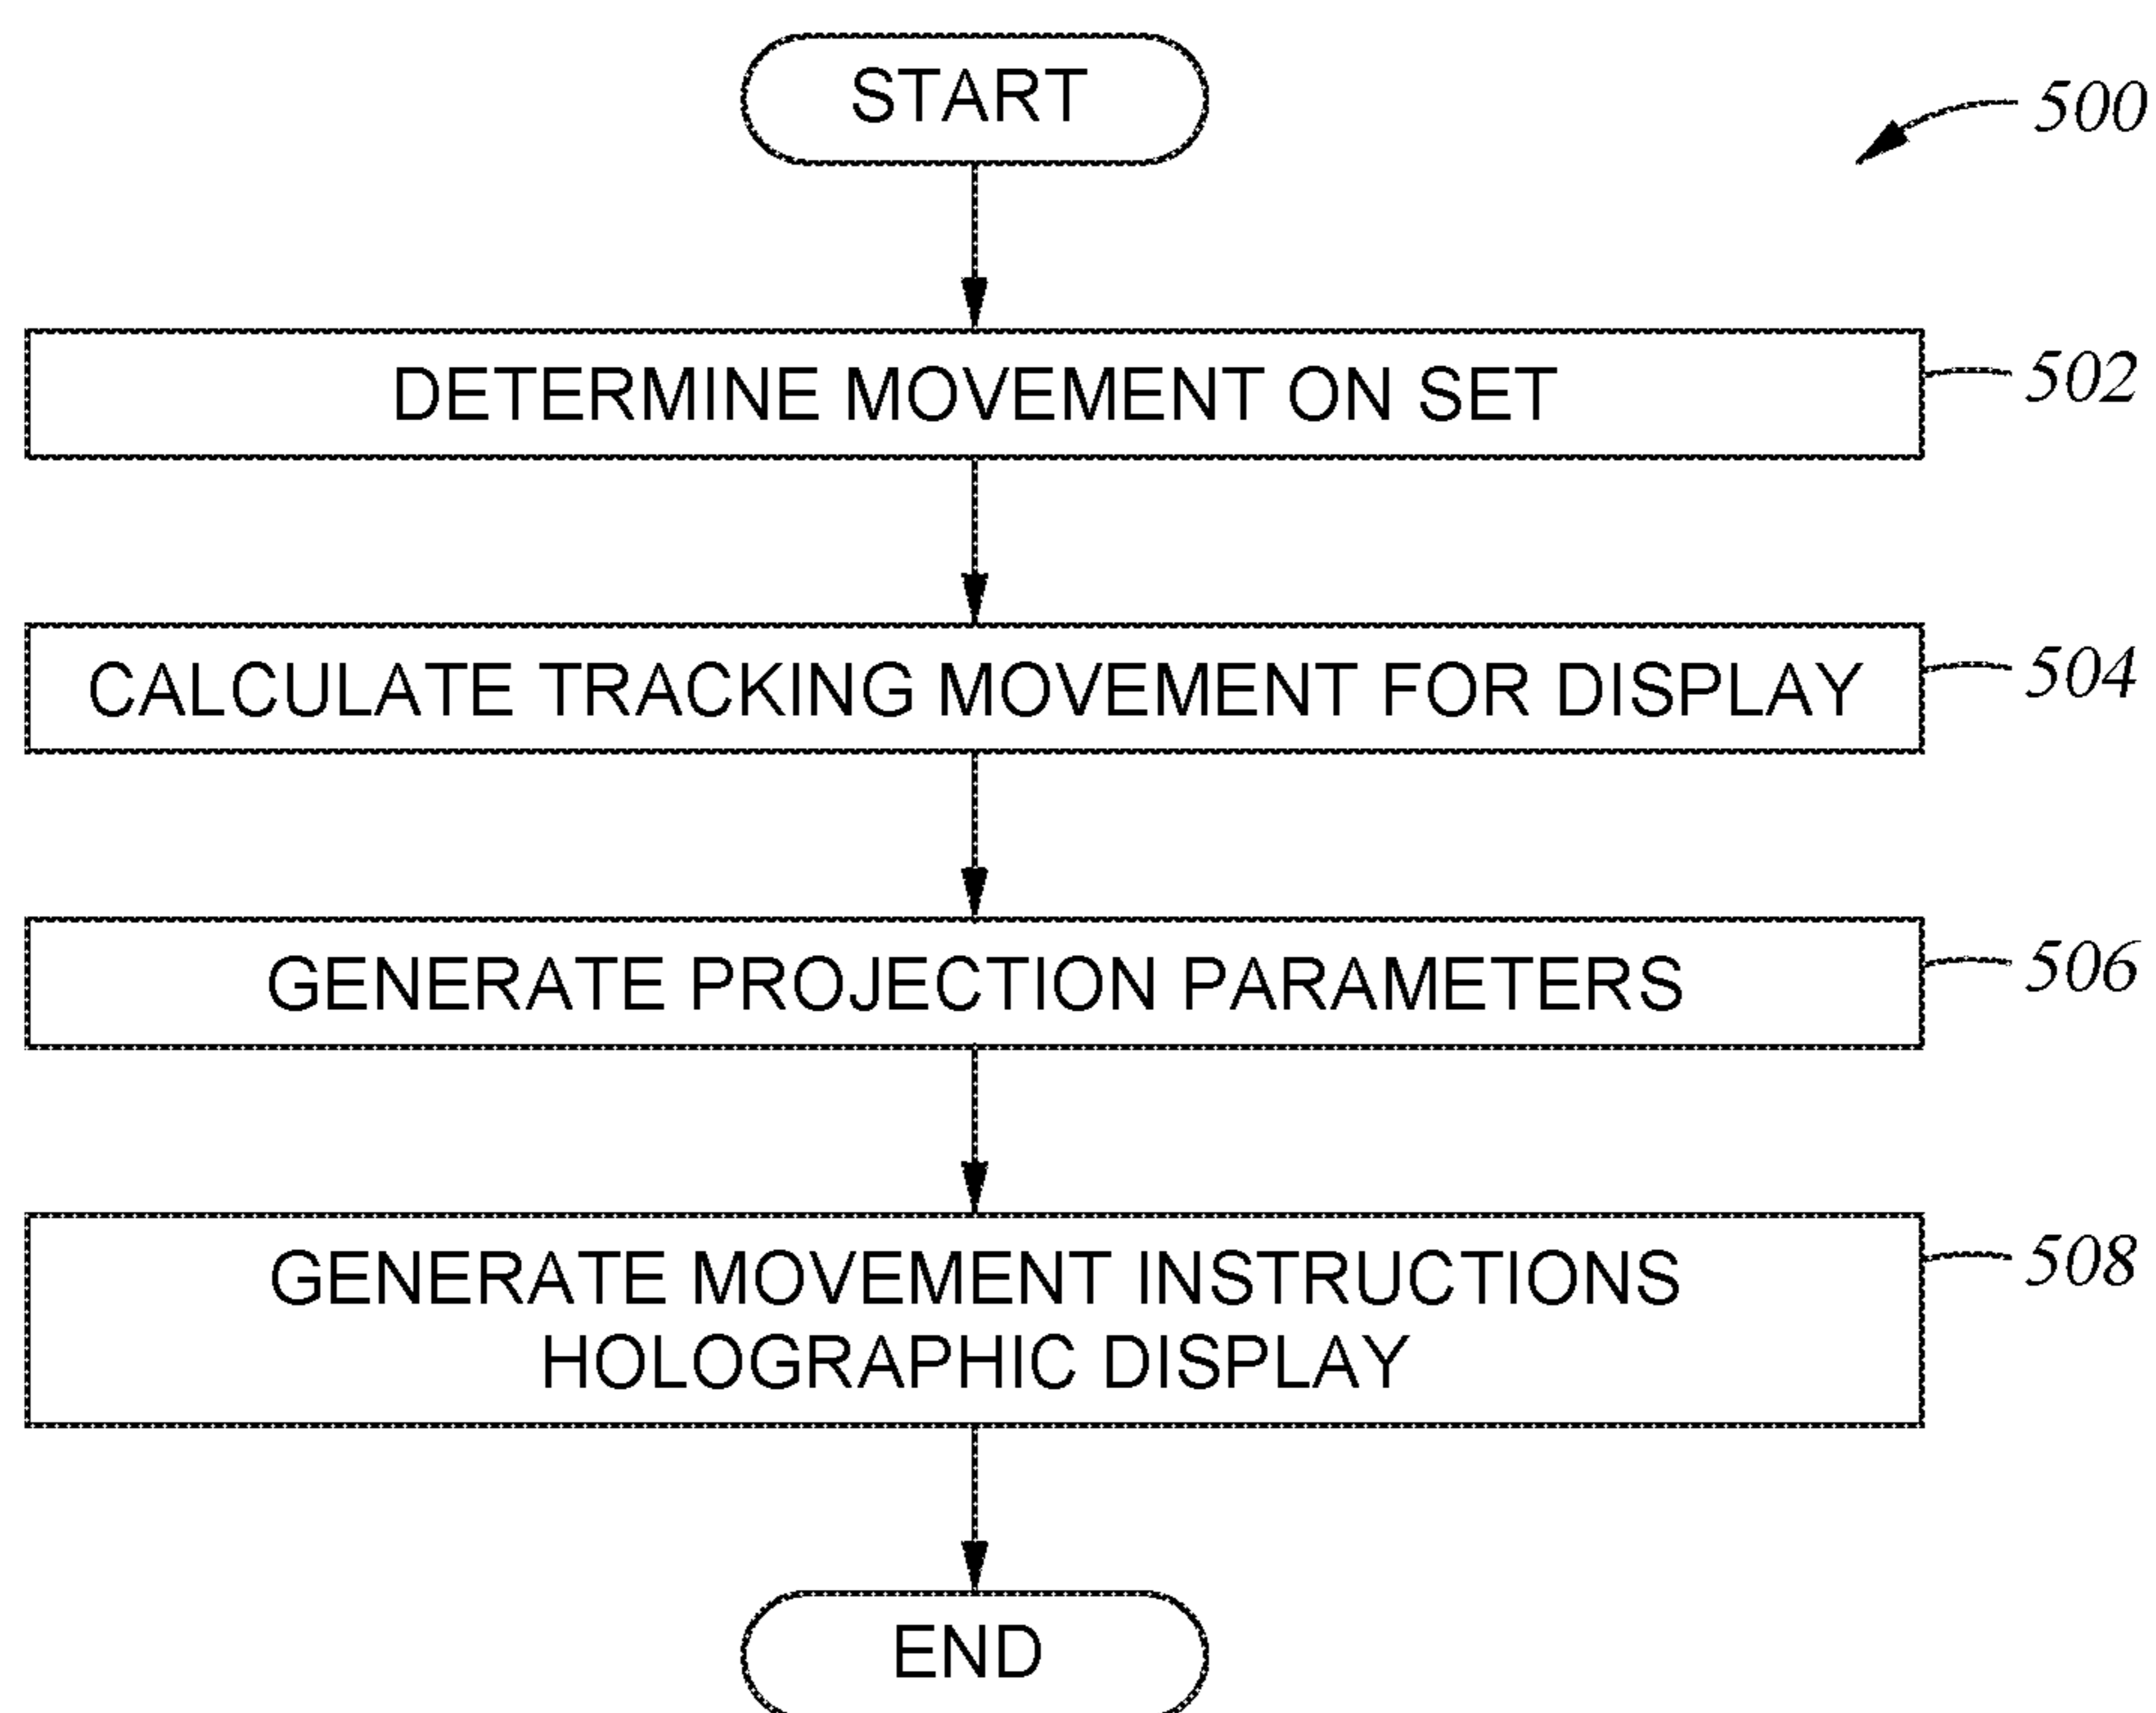 START
500
DETERMINE MOVEMENT ON SET
502
CALCULATE TRACKING MOVEMENT FOR DISPLAY
504
GENERATE PROJECTION PARAMETERS
506
GENERATE MOVEMENT INSTRUCTIONS
HOLOGRAPHIC DISPLAY
508
END